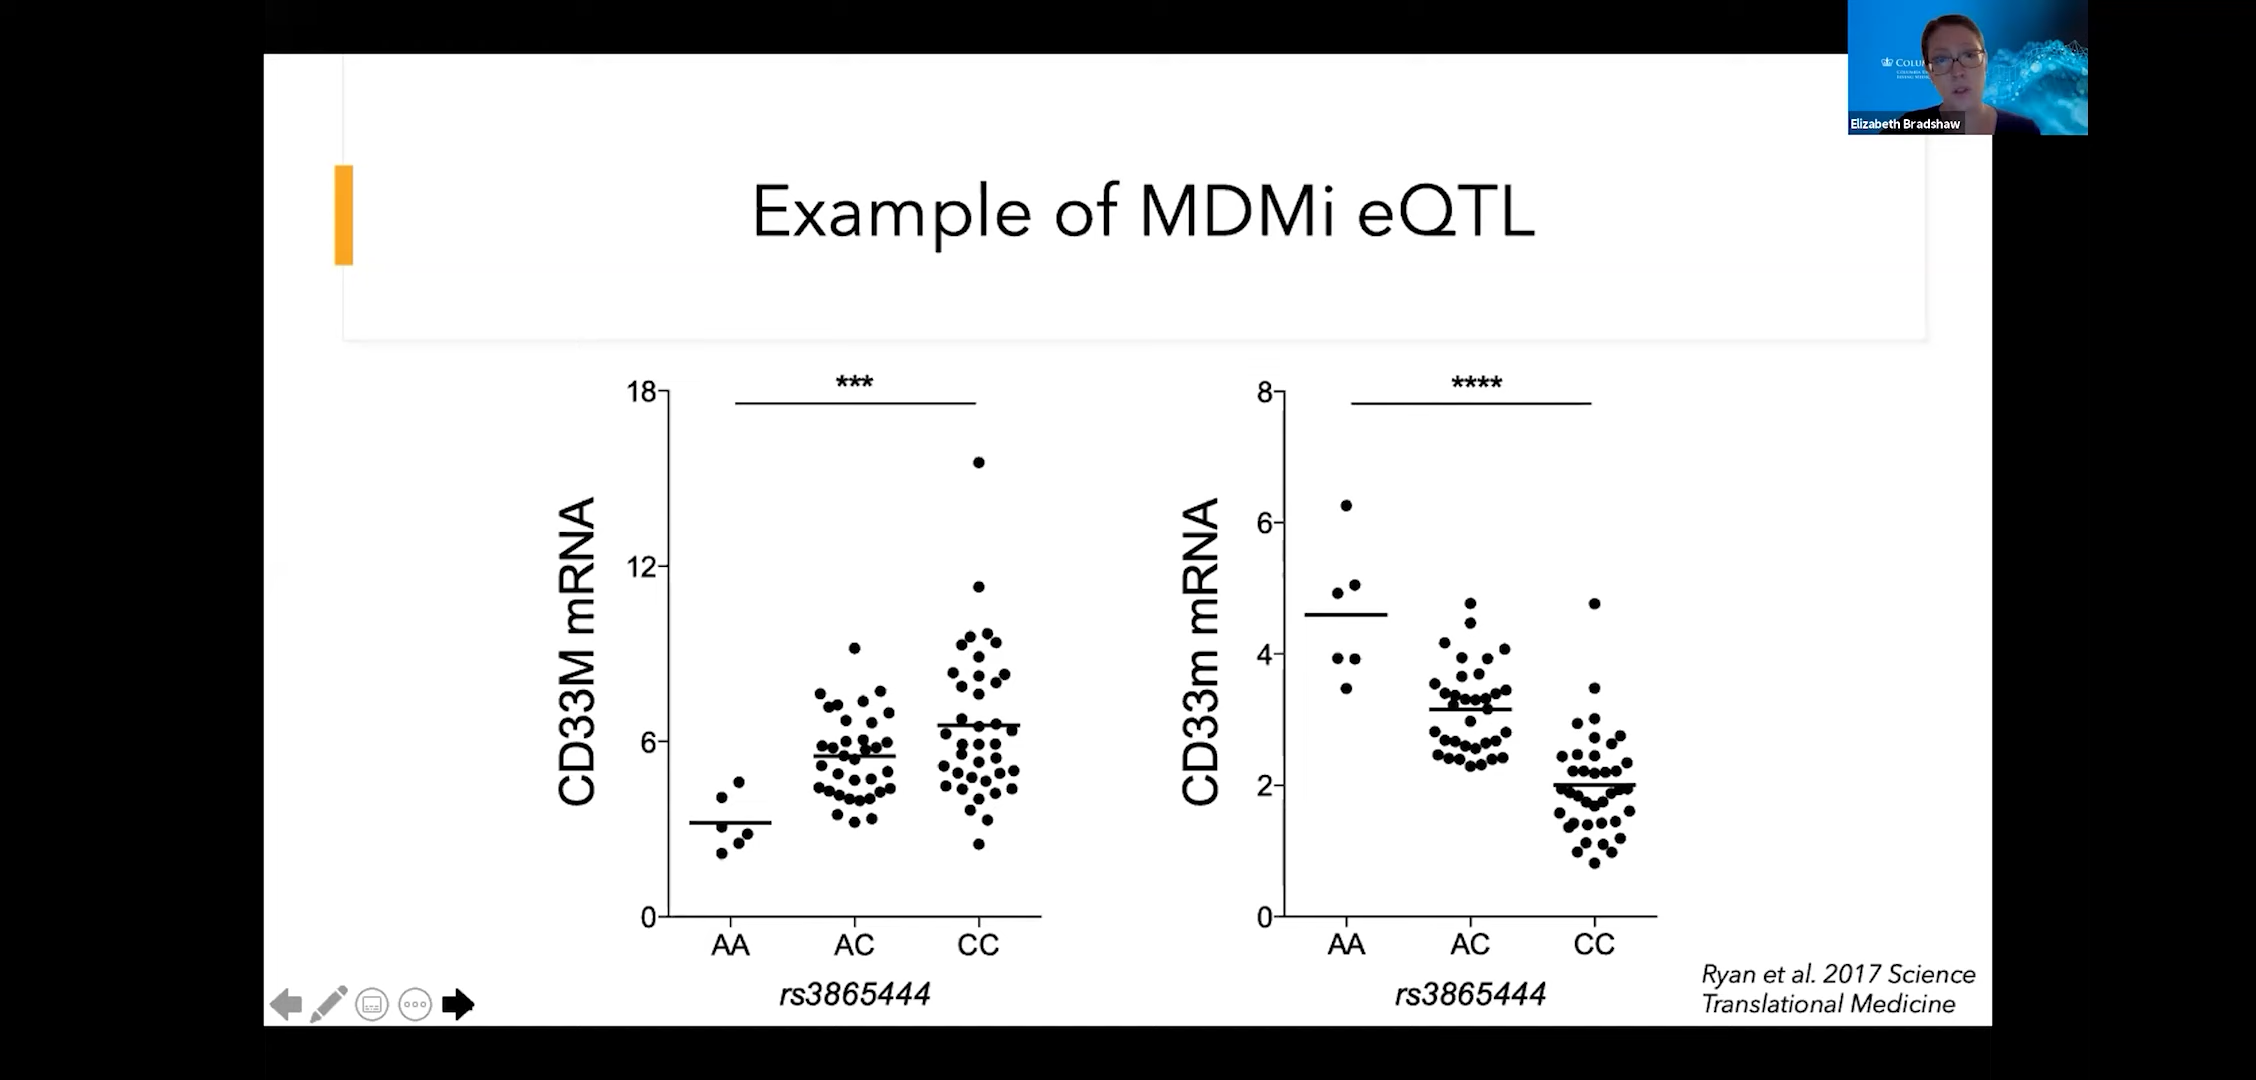 Elizabeth Bradshaw
Example of MDMi eQTL
CD33M mRNA
18
12
6
0
***
AA AC CC
rs3865444
CD33m mRNA
8
6
4
2
0
****
AA AC CC
rs3865444
Ryan et al. 2017 Science
Translational Medicine